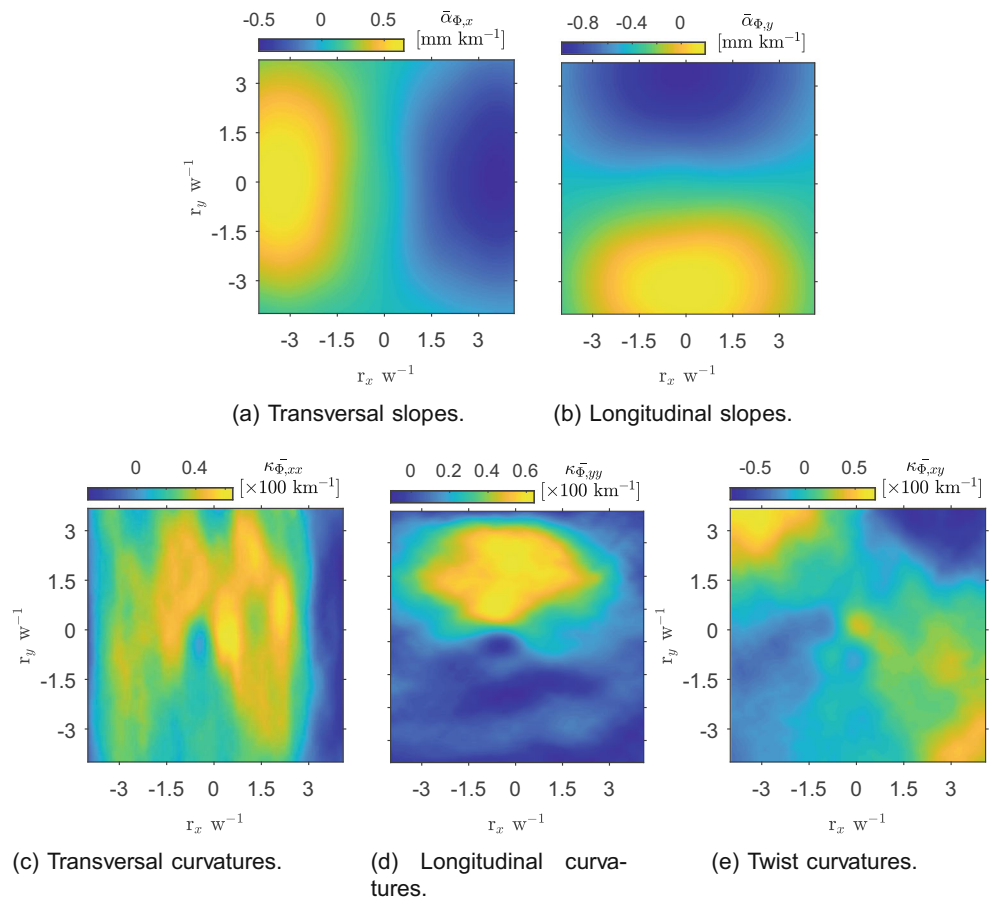 -0.5 0 0.5 ᾱ_Φ,x [mm km⁻¹]
-0.8 -0.4 0 ᾱ_Φ,y [mm km⁻¹]
3
1.5
0
-1.5
-3
r_y w⁻¹
-3 -1.5 0 1.5 3
-3 -1.5 0 1.5 3
r_x w⁻¹
r_x w⁻¹
(a) Transversal slopes.
(b) Longitudinal slopes.
0 0.4 κ_Φ̄,xx [×100 km⁻¹]
0 0.2 0.4 0.6 κ_Φ̄,yy [×100 km⁻¹]
-0.5 0 0.5 κ_Φ̄,xy [×100 km⁻¹]
3
1.5
0
-1.5
-3
r_y w⁻¹
3
1.5
0
-1.5
-3
r_y w⁻¹
-3 -1.5 0 1.5 3
-3 -1.5 0 1.5 3
-3 -1.5 0 1.5 3
r_x w⁻¹
r_x w⁻¹
r_x w⁻¹
(c) Transversal curvatures.
(d) Longitudinal curva-
tures.
(e) Twist curvatures.